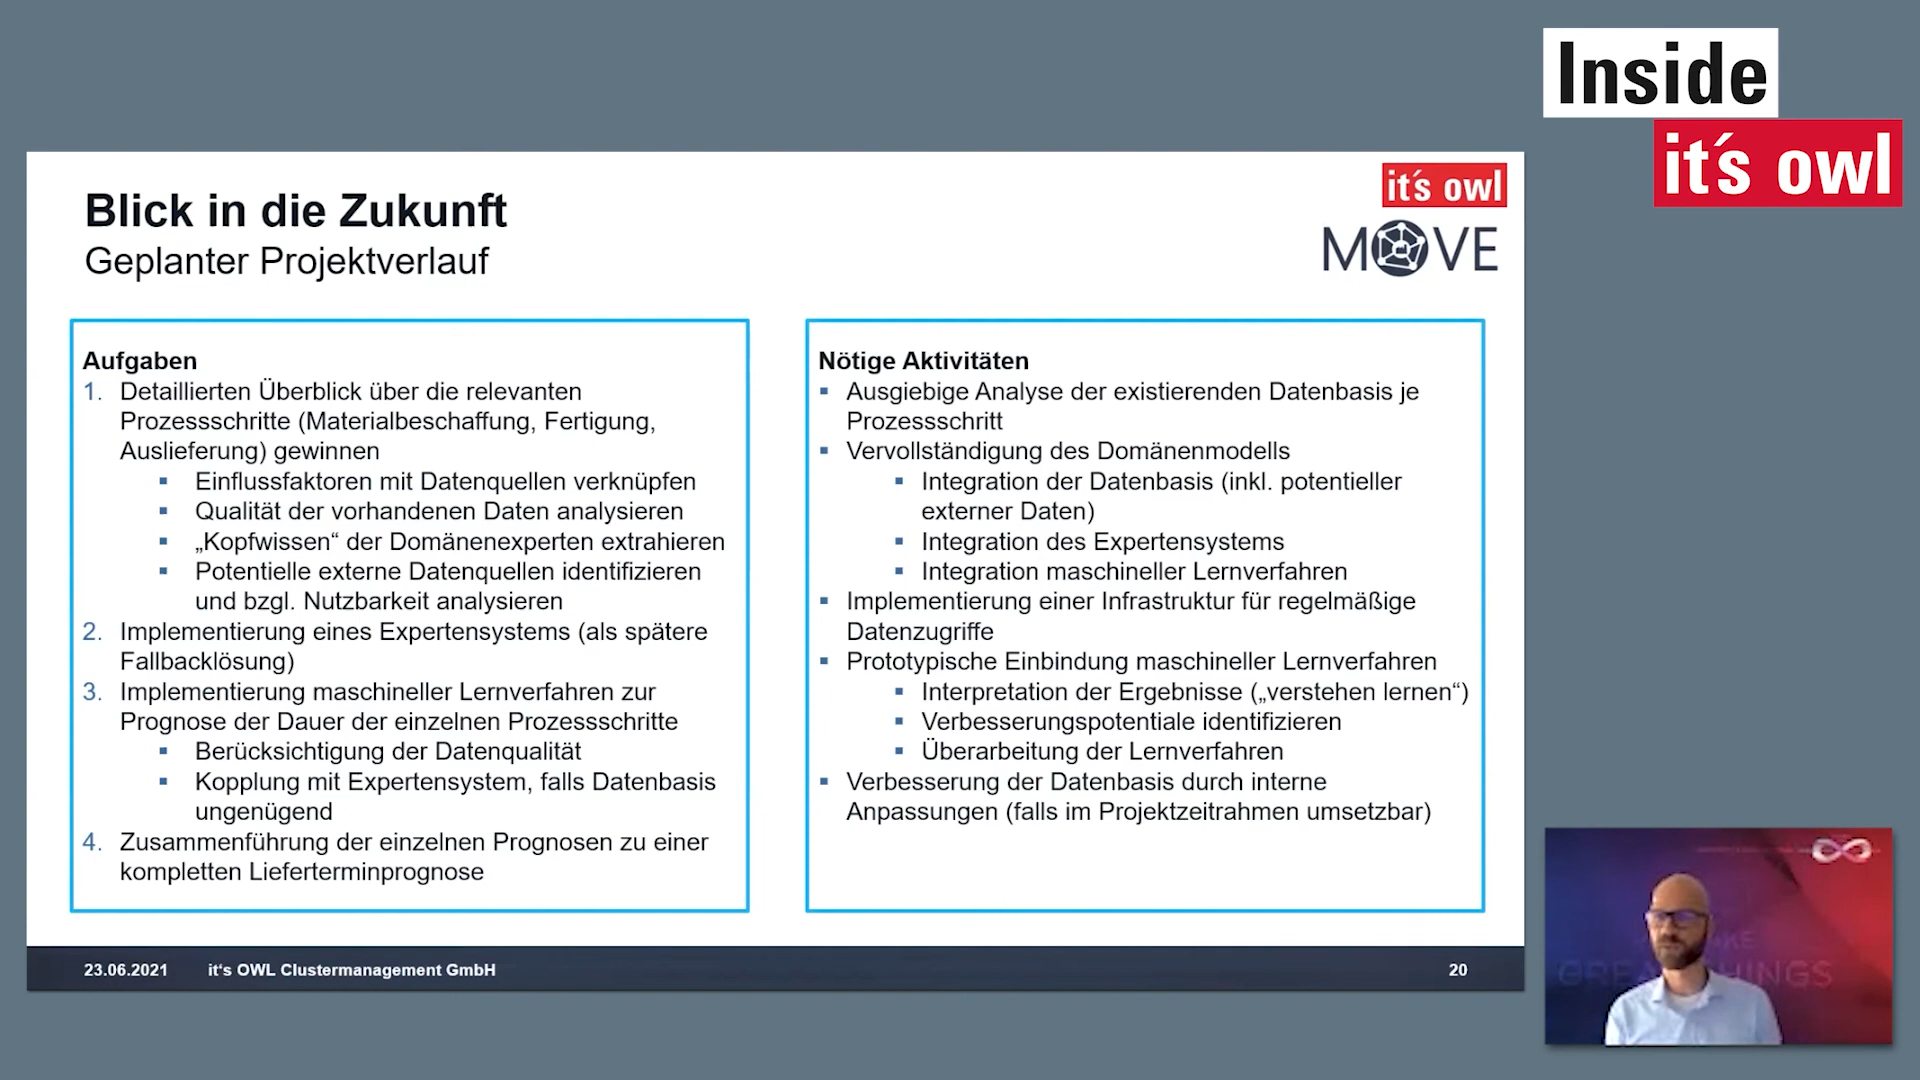 Inside
it´s owl
it´s owl
MOVE
Blick in die Zukunft
Geplanter Projektverlauf
Aufgaben
1. Detaillierten Überblick über die relevanten
Prozessschritte (Materialbeschaffung, Fertigung,
Auslieferung) gewinnen
▪ Einflussfaktoren mit Datenquellen verknüpfen
▪ Qualität der vorhandenen Daten analysieren
▪ „Kopfwissen“ der Domänenexperten extrahieren
▪ Potentielle externe Datenquellen identifizieren
und bzgl. Nutzbarkeit analysieren
2. Implementierung eines Expertensystems (als spätere
Fallbacklösung)
3. Implementierung maschineller Lernverfahren zur
Prognose der Dauer der einzelnen Prozessschritte
▪ Berücksichtigung der Datenqualität
▪ Kopplung mit Expertensystem, falls Datenbasis
ungenügend
4. Zusammenführung der einzelnen Prognosen zu einer
kompletten Lieferterminprognose
Nötige Aktivitäten
▪ Ausgiebige Analyse der existierenden Datenbasis je
Prozessschritt
▪ Vervollständigung des Domänenmodells
▪ Integration der Datenbasis (inkl. potentieller
externer Daten)
▪ Integration des Expertensystems
▪ Integration maschineller Lernverfahren
▪ Implementierung einer Infrastruktur für regelmäßige
Datenzugriffe
▪ Prototypische Einbindung maschineller Lernverfahren
▪ Interpretation der Ergebnisse („verstehen lernen“)
▪ Verbesserungspotentiale identifizieren
▪ Überarbeitung der Lernverfahren
▪ Verbesserung der Datenbasis durch interne
Anpassungen (falls im Projektzeitrahmen umsetzbar)
23.06.2021 it‘s OWL Clustermanagement GmbH 20